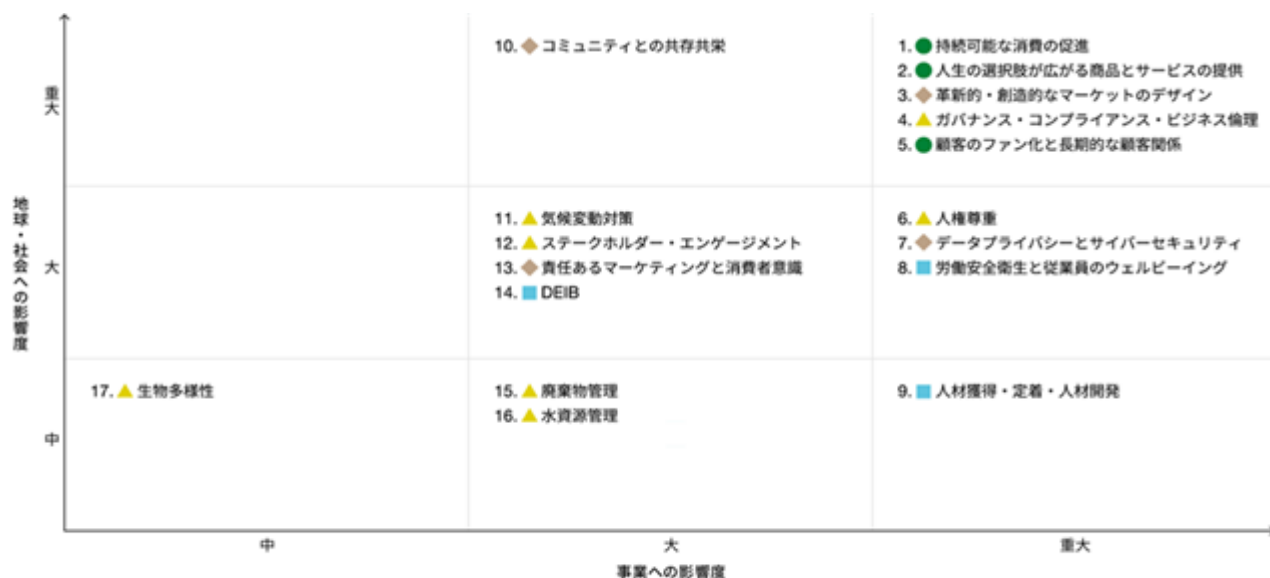 重大
10. コミュニティとの共存共栄
1. 持続可能な消費の促進
2. 人生の選択肢が広がる商品とサービスの提供
3. 革新的・創造的なマーケットのデザイン
4. ガバナンス・コンプライアンス・ビジネス倫理
5. 顧客のファン化と長期的な顧客関係
地球・社会への影響度
大
11. 気候変動対策
12. ステークホルダー・エンゲージメント
13. 責任あるマーケティングと消費者意識
14. DEIB
6. 人権尊重
7. データプライバシーとサイバーセキュリティ
8. 労働安全衛生と従業員のウェルビーイング
中
17. 生物多様性
15. 廃棄物管理
16. 水資源管理
9. 人材獲得・定着・人材開発
中
大
重大
事業への影響度